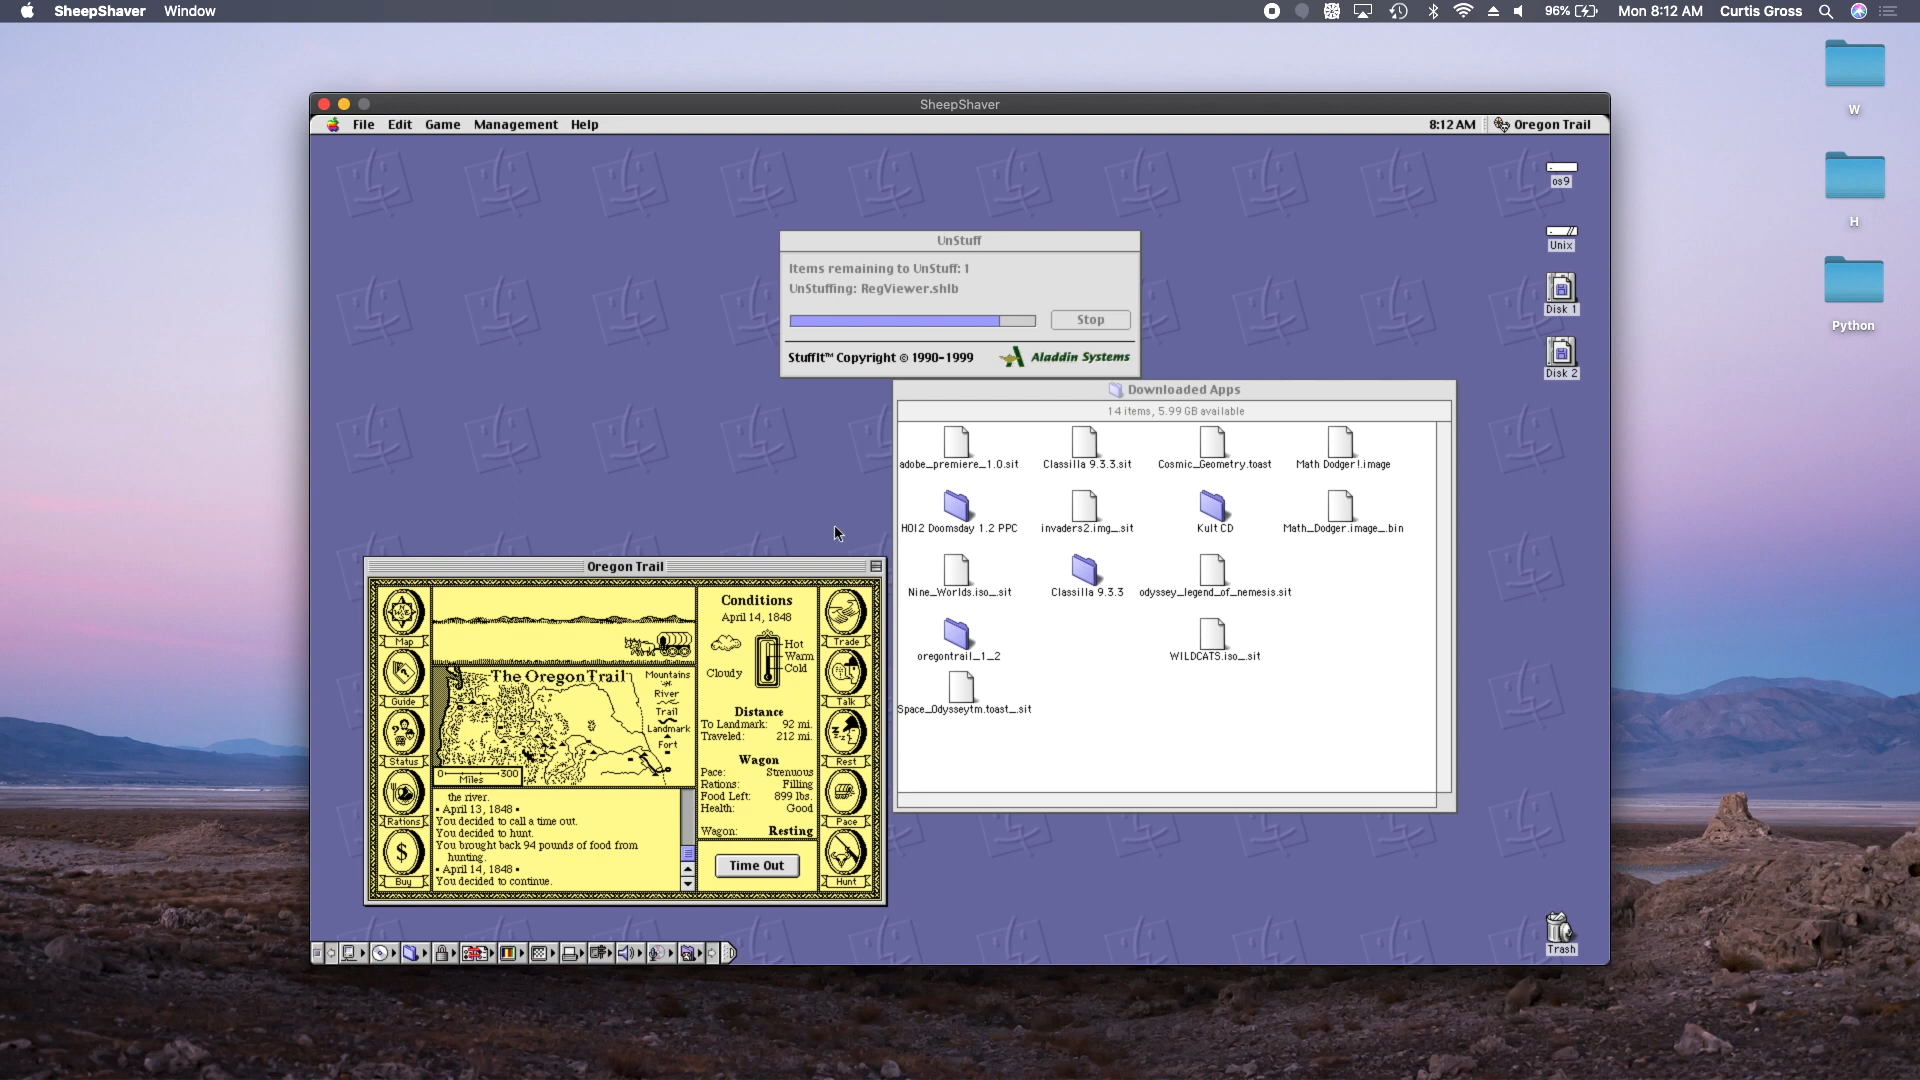 SheepShaver Window
96% Mon 8:12 AM Curtis Gross
W
H
Python
SheepShaver
File Edit Game Management Help
8:12 AM Oregon Trail
os9
Unix
Disk 1
Disk 2
Trash
UnStuff
Items remaining to UnStuff: 1
UnStuffing: RegViewer.shlb
Stop
StuffIt™ Copyright © 1990-1999 Aladdin Systems
Downloaded Apps
14 items, 5.99 GB available
adobe_premiere_1.0.sit Classilla 9.3.3.sit Cosmic_Geometry.toast Math Dodger!.image
HOI2 Doomsday 1.2 PPC invaders2.img_.sit Kult CD Math_Dodger.image_.bin
Nine_Worlds.iso_.sit Classilla 9.3.3 odyssey_legend_of_nemesis.sit
oregontrail_1_2 WILDCATS.iso_.sit
Space_Odysseytm.toast_.sit
Oregon Trail
Map
Guide
Status
Rations
$
Buy
The Oregon Trail
Mountains
River
Trail
Landmark
Fort
0 300
Miles
the river.
• April 13, 1848 •
You decided to call a time out.
You decided to hunt.
You brought back 94 pounds of food from
hunting.
• April 14, 1848 •
You decided to continue.
Conditions
April 14, 1848
Hot
Warm
Cold
Cloudy
Distance
To Landmark: 92 mi.
Traveled: 212 mi.
Wagon
Pace: Strenuous
Rations: Filling
Food Left: 899 lbs.
Health: Good
Wagon: Resting
Time Out
Trade
Talk
Rest
Pace
Hunt